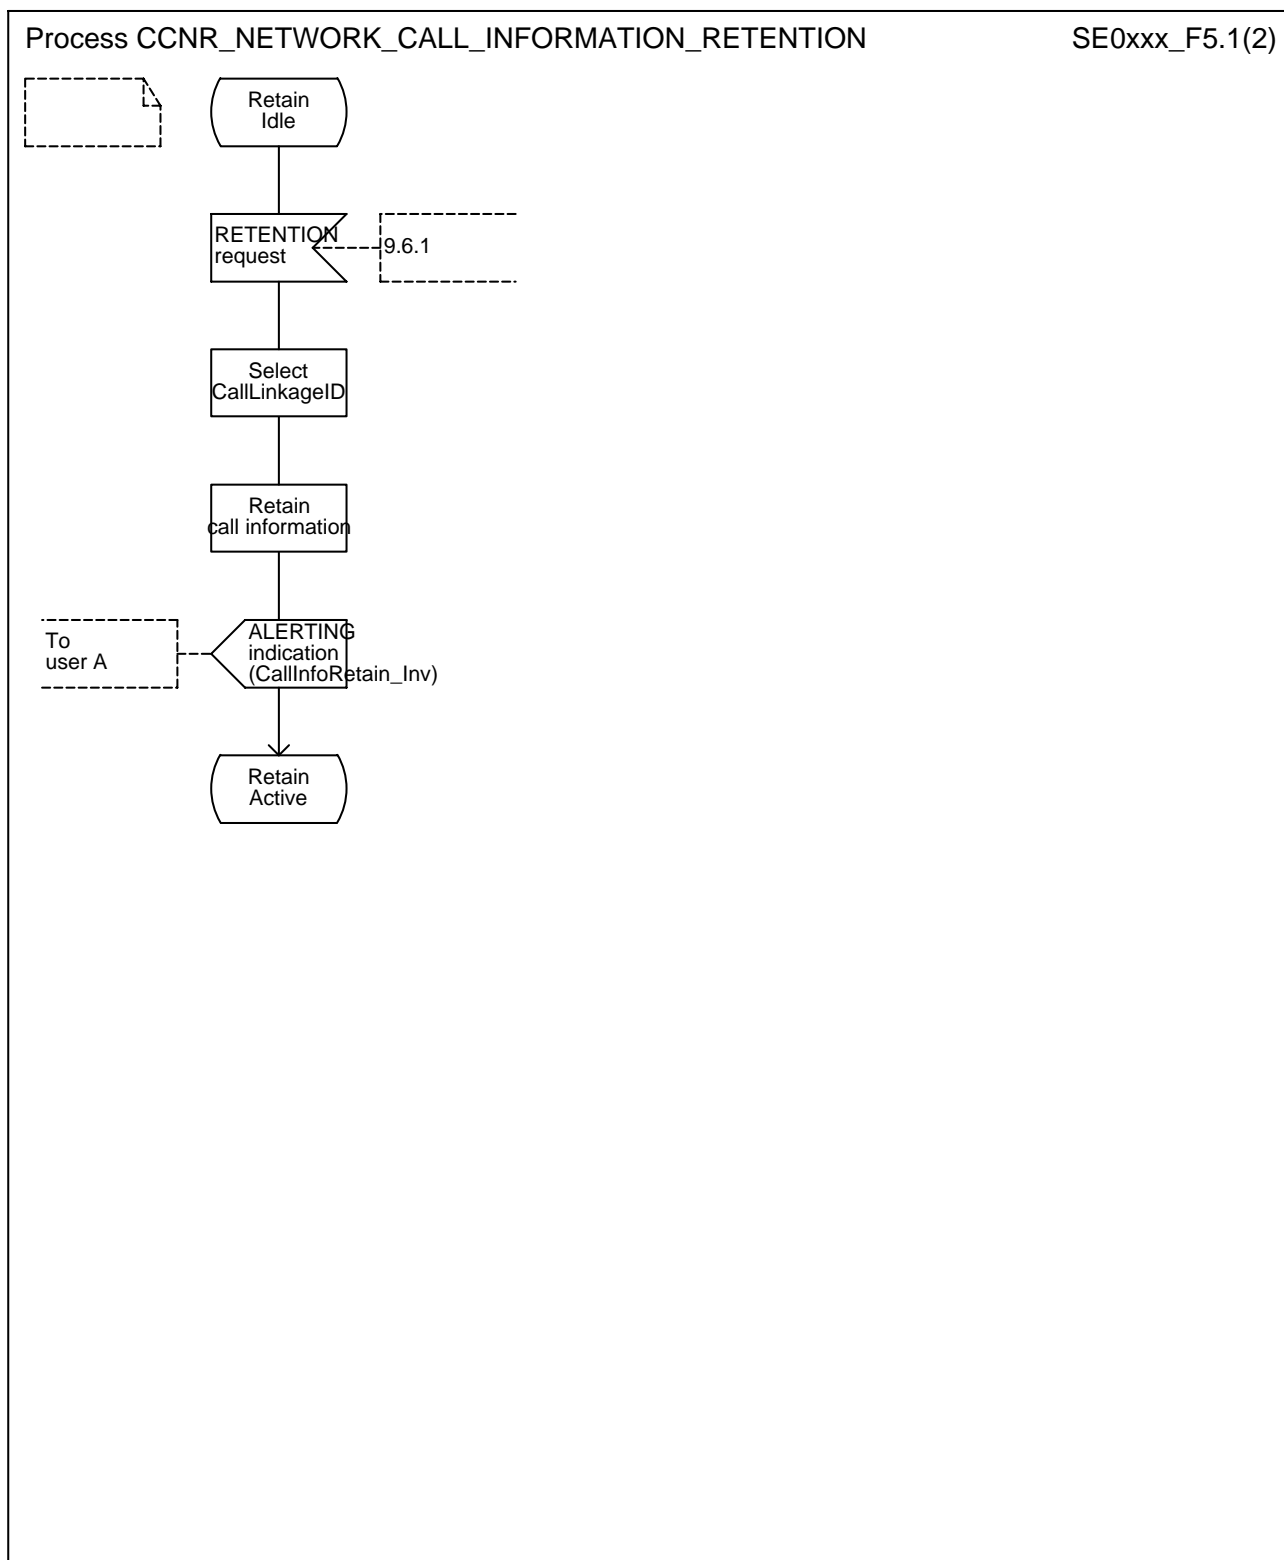 Process CCNR_NETWORK_CALL_INFORMATION_RETENTION SE0xxx_F5.1(2)
Retain
Idle
RETENTION
request
9.6.1
Select
CallLinkageID
Retain
call information
To
user A
ALERTING
indication
(CallInfoRetain_Inv)
Retain
Active